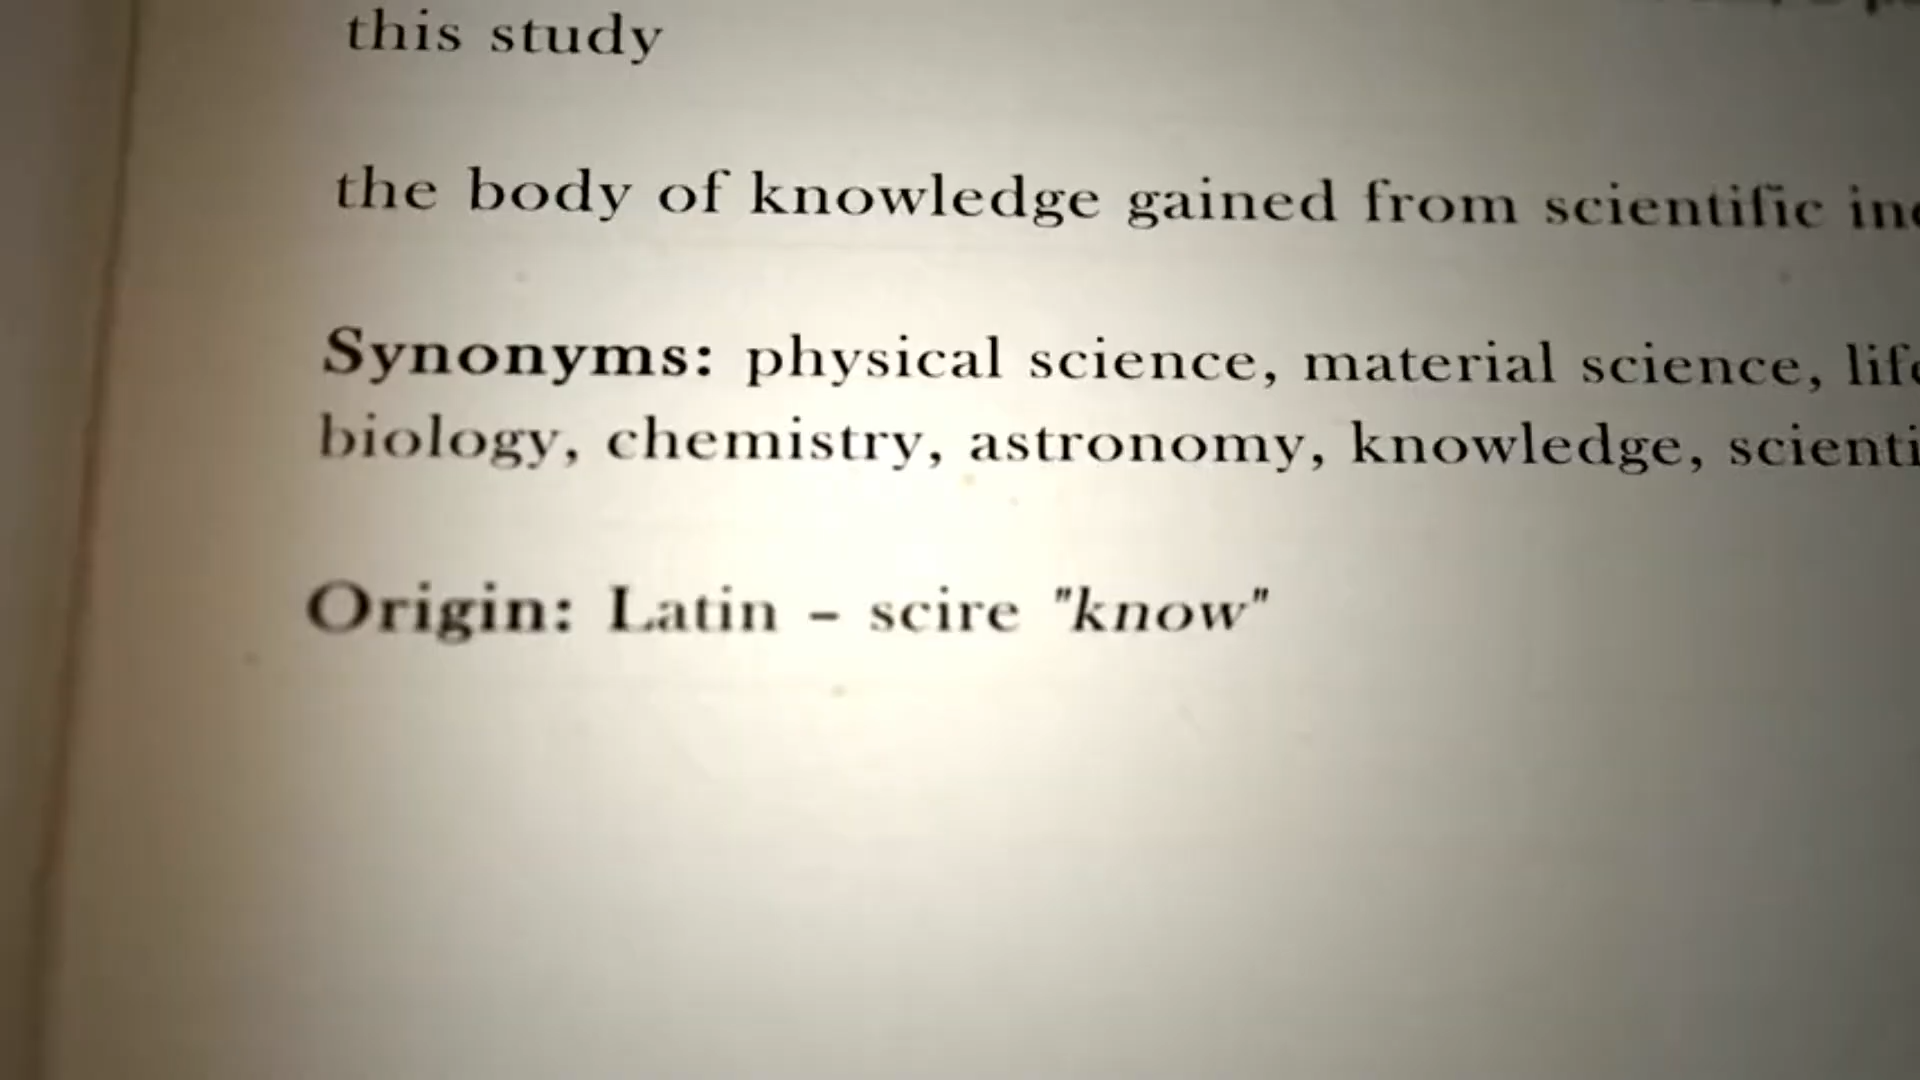 this study
the body of knowledge gained from scientific
Synonyms: physical science, material science,
biology, chemistry, astronomy, knowledge,
Origin: Latin – scire "know"